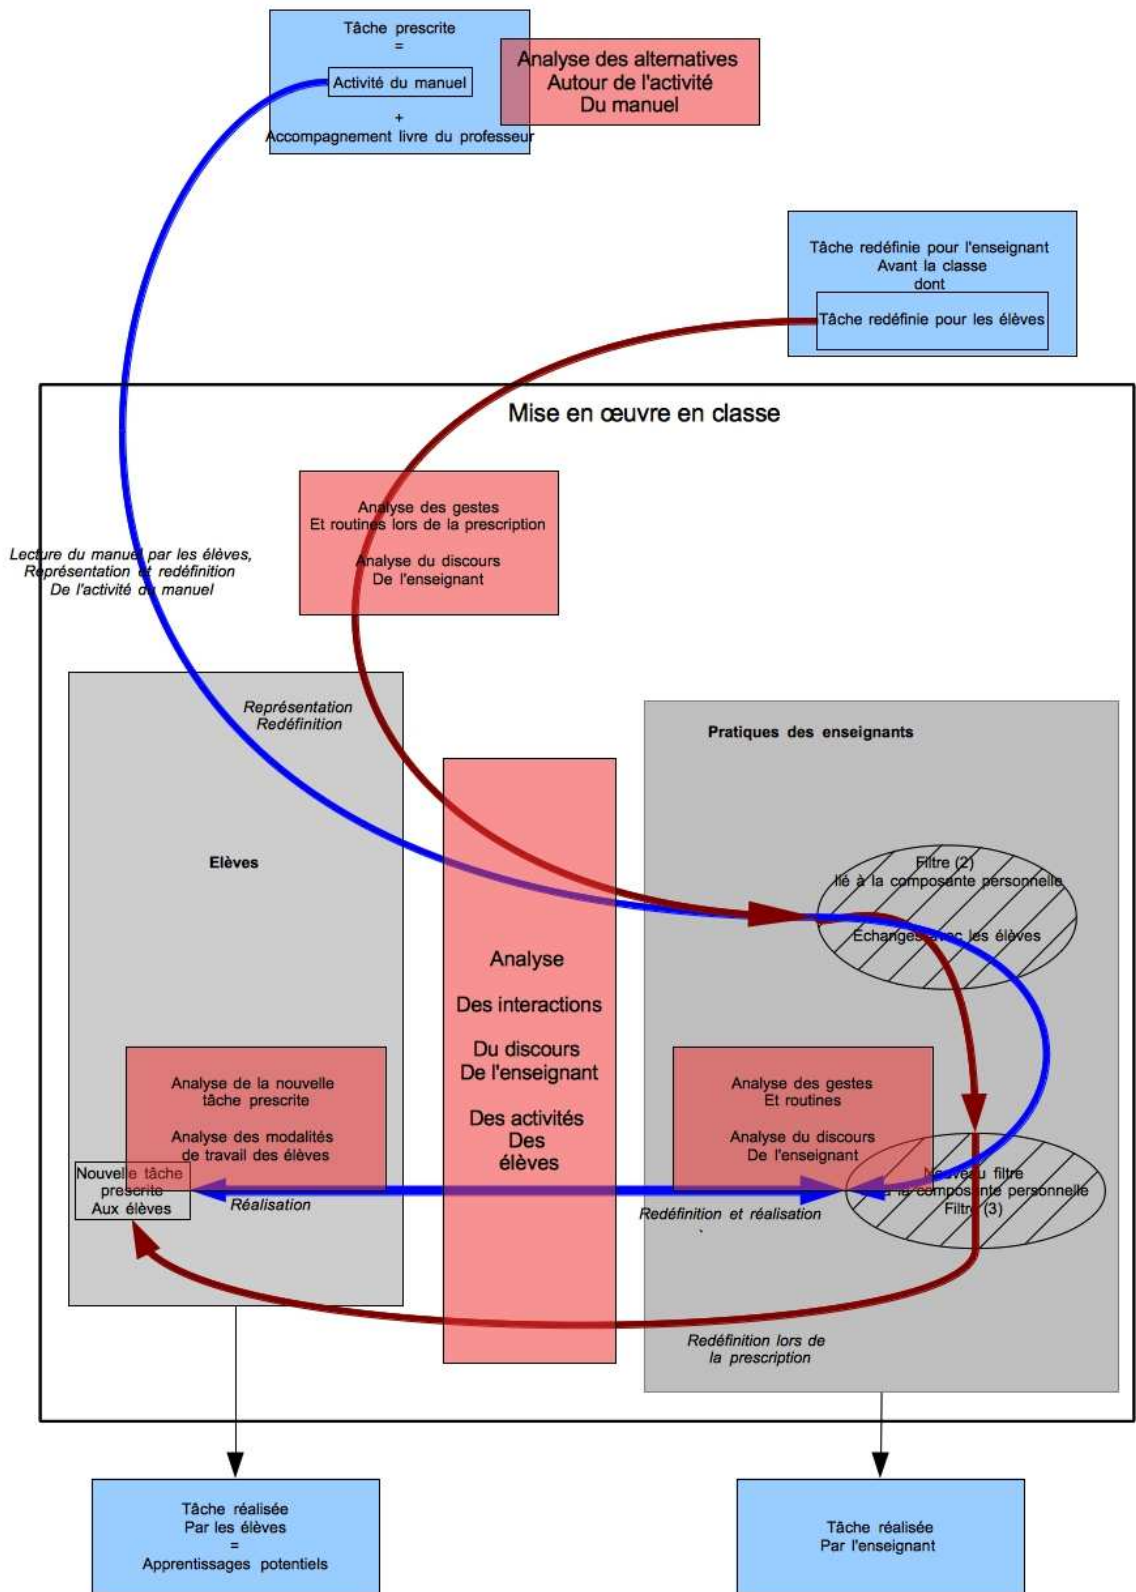 Tâche prescrite
=
Activité du manuel
+
Accompagnement livre du professeur
Analyse des alternatives
Autour de l'activité
Du manuel
Tâche redéfinie pour l'enseignant
Avant la classe
dont
Tâche redéfinie pour les élèves
Mise en œuvre en classe
Analyse des gestes
Et routines lors de la prescription
Analyse du discours
De l'enseignant
Lecture du manuel par les élèves,
Représentation et redéfinition
De l'activité du manuel
Représentation
Redéfinition
Elèves
Pratiques des enseignants
Filtre (2)
lié à la composante personnelle
Echanges avec les élèves
Analyse
Des interactions
Du discours
De l'enseignant
Des activités
Des
élèves
Analyse de la nouvelle
tâche prescrite
Analyse des modalités
de travail des élèves
Nouvelle tâche
prescrite
Aux élèves
Réalisation
Analyse des gestes
Et routines
Analyse du discours
De l'enseignant
Nouveau filtre
à la composante personnelle
Filtre (3)
Redéfinition et réalisation
Redéfinition lors de
la prescription
Tâche réalisée
Par les élèves
=
Apprentissages potentiels
Tâche réalisée
Par l'enseignant